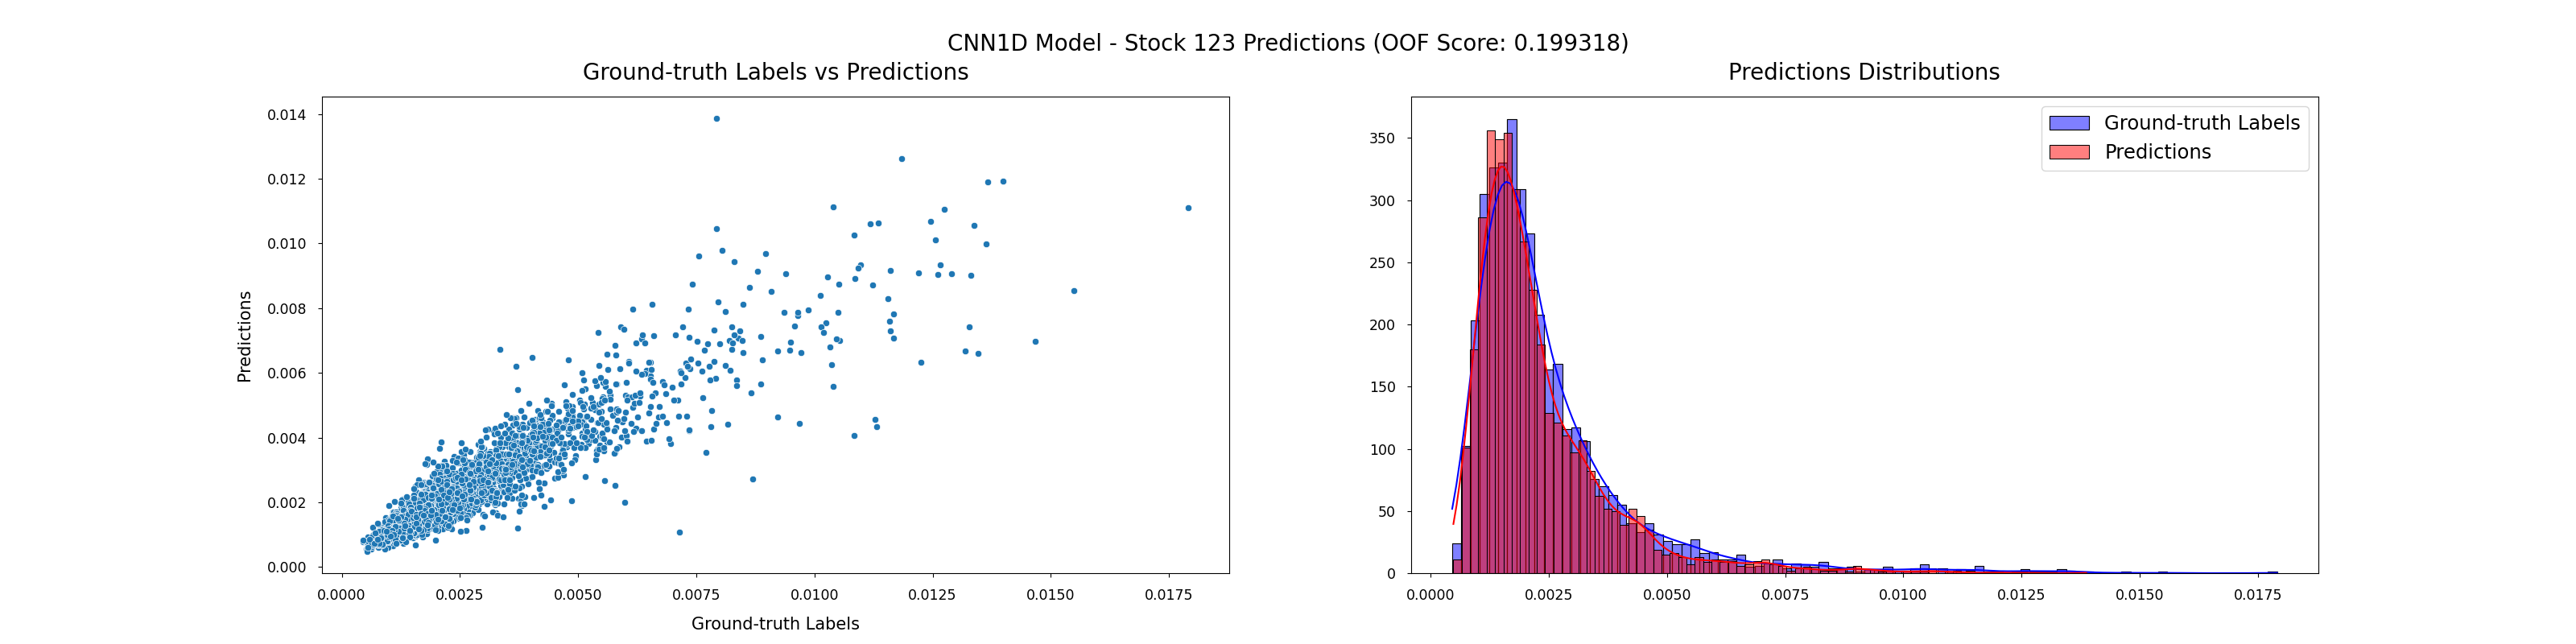 CNN1D Model - Stock 123 Predictions (OOF Score: 0.199318)
Ground-truth Labels vs Predictions
0.014
0.012
0.010
0.008
0.006
0.004
0.002
0.000
Predictions
0.0000 0.0025 0.0050 0.0075 0.0100 0.0125 0.0150 0.0175
Ground-truth Labels
Predictions Distributions
Ground-truth Labels
Predictions
350
300
250
200
150
100
50
0
0.0000 0.0025 0.0050 0.0075 0.0100 0.0125 0.0150 0.0175